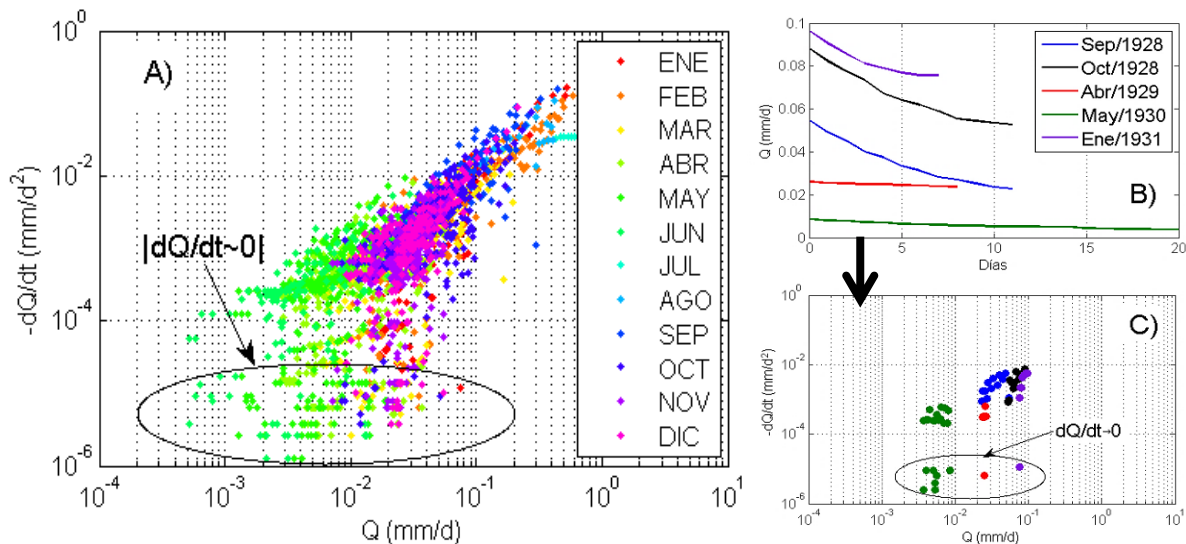 A)
-dQ/dt (mm/d²)
10⁰
10⁻²
10⁻⁴
10⁻⁶
|dQ/dt~0|
ENE
FEB
MAR
ABR
MAY
JUN
JUL
AGO
SEP
OCT
NOV
DIC
10⁻⁴ 10⁻³ 10⁻² 10⁻¹ 10⁰ 10¹
Q (mm/d)
B)
Q (mm/d)
0.1
0.08
0.06
0.04
0.02
0
Sep/1928
Oct/1928
Abr/1929
May/1930
Ene/1931
0 5 10 15 20
Días
C)
-dQ/dt (mm/d²)
10⁰
10⁻²
10⁻⁴
10⁻⁶
dQ/dt→0
10⁻⁴ 10⁻³ 10⁻² 10⁻¹ 10⁰ 10¹
Q (mm/d)